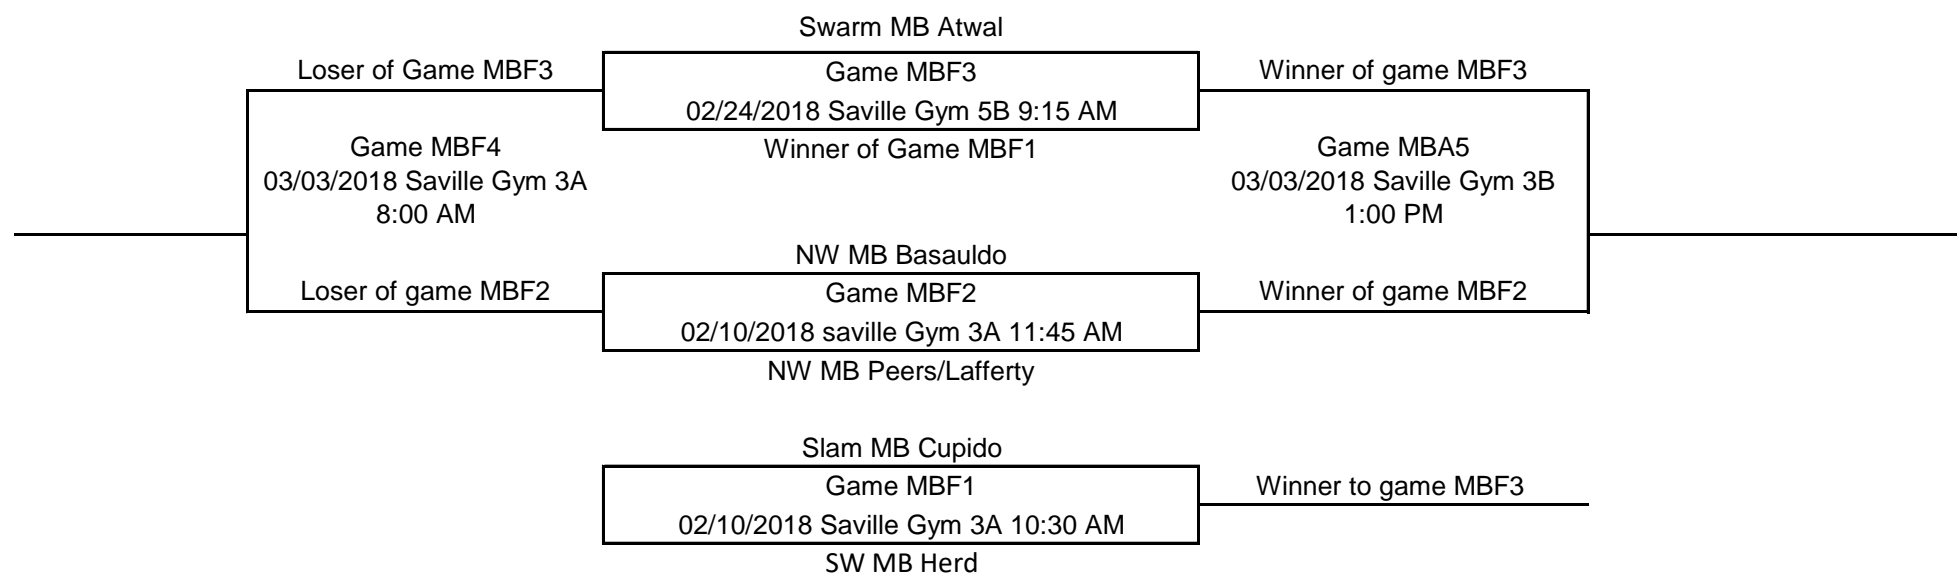 Swarm MB Atwal
Loser of Game MBF3
Game MBF3
Winner of game MBF3
02/24/2018 Saville Gym 5B 9:15 AM
Game MBF4
Winner of Game MBF1
Game MBA5
03/03/2018 Saville Gym 3A
03/03/2018 Saville Gym 3B
8:00 AM
1:00 PM
NW MB Basauldo
Loser of game MBF2
Game MBF2
Winner of game MBF2
02/10/2018 saville Gym 3A 11:45 AM
NW MB Peers/Lafferty
Slam MB Cupido
Game MBF1
Winner to game MBF3
02/10/2018 Saville Gym 3A 10:30 AM
SW MB Herd